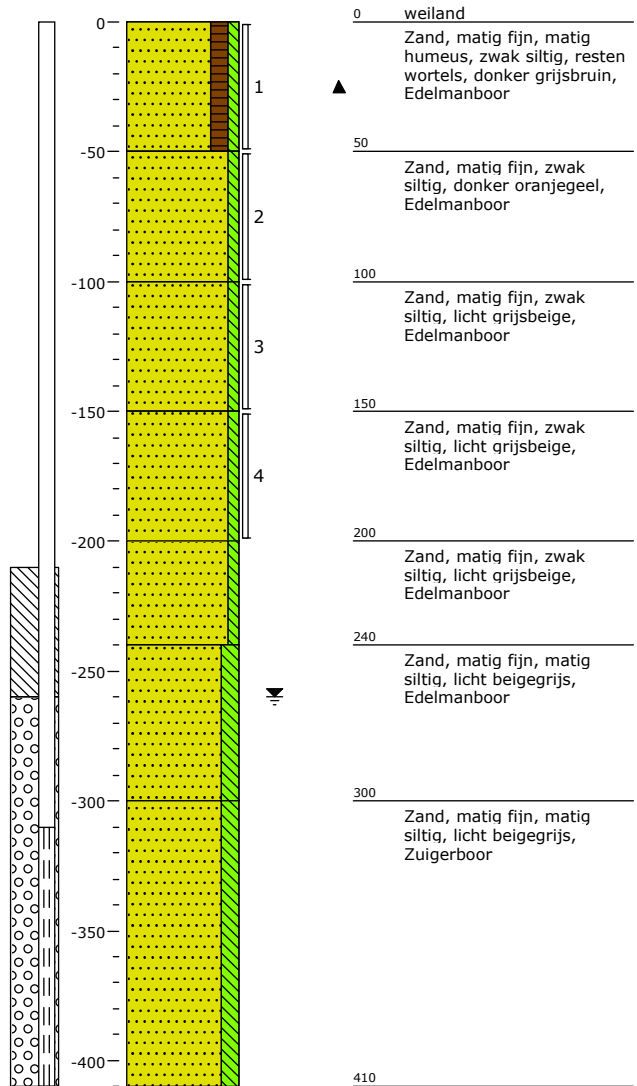 0
-50
-100
-150
-200
-250
-300
-350
-400
1
2
3
4
0 weiland
Zand, matig fijn, matig
humeus, zwak siltig, resten
wortels, donker grijsbruin,
Edelmanboor
50
Zand, matig fijn, zwak
siltig, donker oranjegeel,
Edelmanboor
100
Zand, matig fijn, zwak
siltig, licht grijsbeige,
Edelmanboor
150
Zand, matig fijn, zwak
siltig, licht grijsbeige,
Edelmanboor
200
Zand, matig fijn, zwak
siltig, licht grijsbeige,
Edelmanboor
240
Zand, matig fijn, matig
siltig, licht beigegrijs,
Edelmanboor
300
Zand, matig fijn, matig
siltig, licht beigegrijs,
Zuigerboor
410